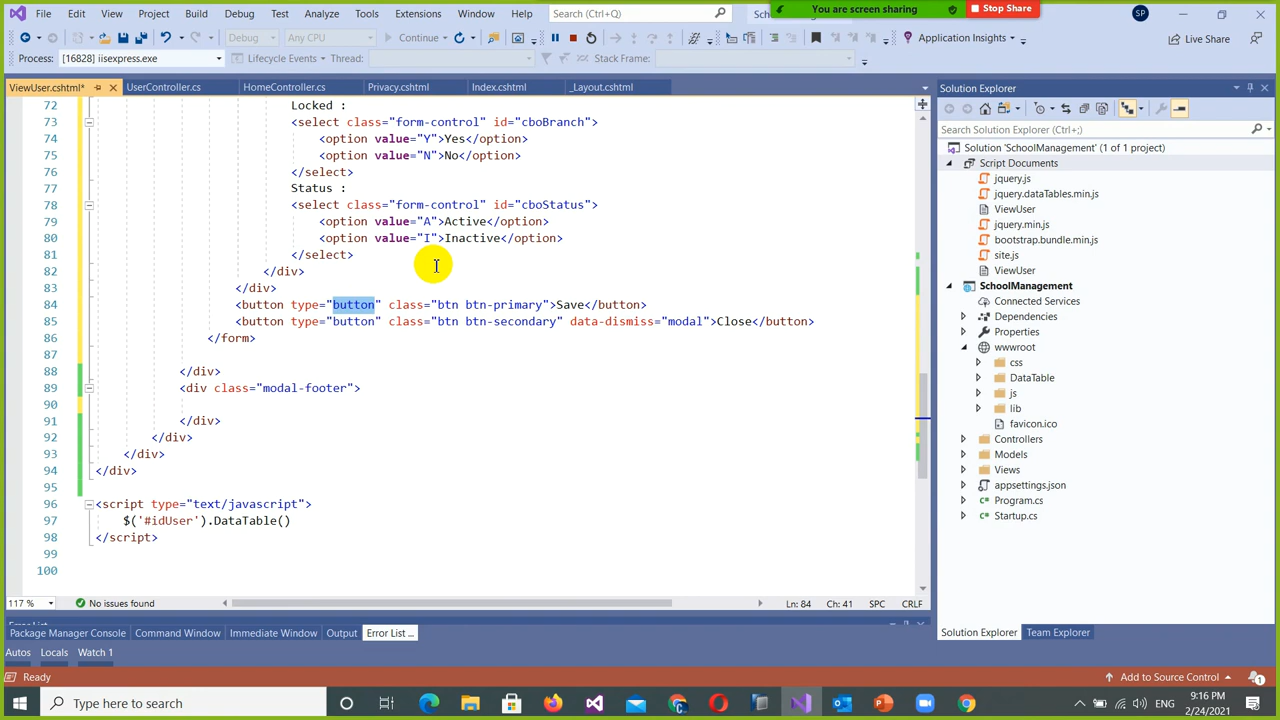 File Edit View Project Build Debug Test Analyze Tools Extensions Window Help Search (Ctrl+Q) You are screen sharing Stop Share SP
Debug Any CPU Continue Application Insights Live Share
Process: [16828] iisexpress.exe Lifecycle Events Thread: Stack Frame:
ViewUser.cshtml* UserController.cs HomeController.cs Privacy.cshtml Index.cshtml _Layout.cshtml
72 Locked :
73 <select class="form-control" id="cboBranch">
74 <option value="Y">Yes</option>
75 <option value="N">No</option>
76 </select>
77 Status :
78 <select class="form-control" id="cboStatus">
79 <option value="A">Active</option>
80 <option value="I">Inactive</option>
81 </select>
82 </div>
83 </div>
84 <button type="button" class="btn btn-primary">Save</button>
85 <button type="button" class="btn btn-secondary" data-dismiss="modal">Close</button>
86 </form>
87
88 </div>
89 <div class="modal-footer">
90
91 </div>
92 </div>
93 </div>
94 </div>
95
96 <script type="text/javascript">
97 $('#idUser').DataTable()
98 </script>
99
100
117 % No issues found Ln: 84 Ch: 41 SPC CRLF
Package Manager Console Command Window Immediate Window Output Error List ...
Autos Locals Watch 1
Solution Explorer
Search Solution Explorer (Ctrl+;)
Solution 'SchoolManagement' (1 of 1 project)
Script Documents
jquery.js
jquery.dataTables.min.js
ViewUser
jquery.min.js
bootstrap.bundle.min.js
site.js
ViewUser
SchoolManagement
Connected Services
Dependencies
Properties
wwwroot
css
DataTable
js
lib
favicon.ico
Controllers
Models
Views
appsettings.json
Program.cs
Startup.cs
Solution Explorer Team Explorer
Ready Add to Source Control 1
Type here to search ENG 9:16 PM 2/24/2021